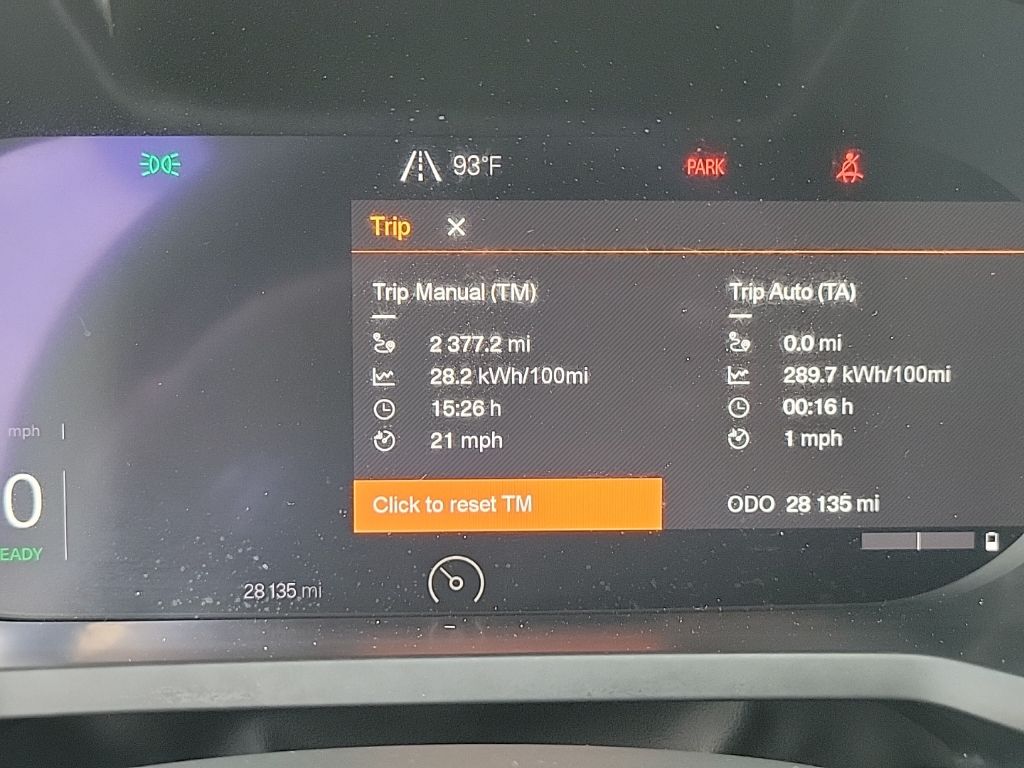 93°F
PARK
Trip
Trip Manual (TM)
2 377.2 mi
28.2 kWh/100mi
15:26 h
21 mph
Trip Auto (TA)
0.0 mi
289.7 kWh/100mi
00:16 h
1 mph
mph
0
EADY
Click to reset TM
ODO 28 135 mi
28 135 mi